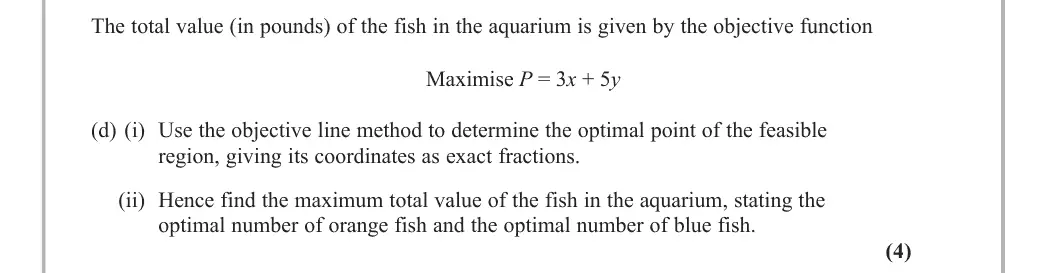 The total value (in pounds) of the fish in the aquarium is given by the objective function
Maximise P = 3x + 5y
(d) (i) Use the objective line method to determine the optimal point of the feasible
region, giving its coordinates as exact fractions.
(ii) Hence find the maximum total value of the fish in the aquarium, stating the
optimal number of orange fish and the optimal number of blue fish.
(4)